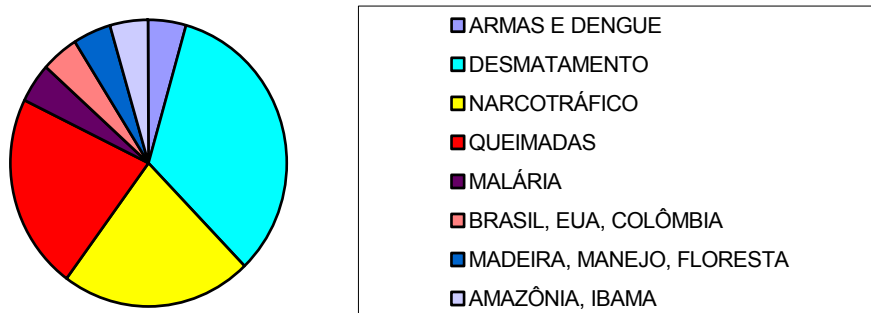 ARMAS E DENGUE
DESMATAMENTO
NARCOTRÁFICO
QUEIMADAS
MALÁRIA
BRASIL, EUA, COLÔMBIA
MADEIRA, MANEJO, FLORESTA
AMAZÔNIA, IBAMA